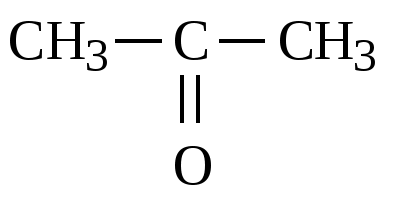 CH₃ — C — CH₃
||
O